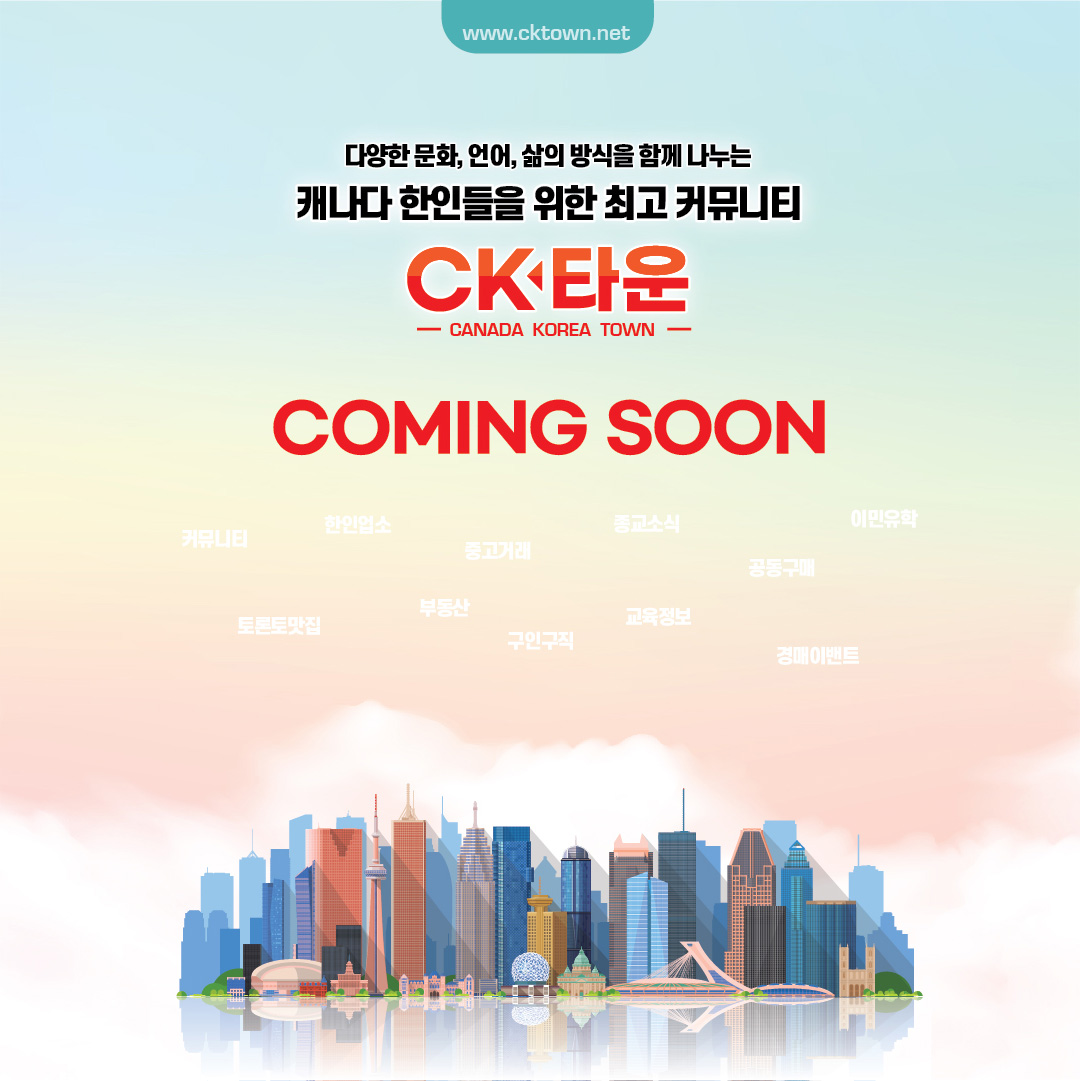 www.cktown.net
다양한 문화, 언어, 삶의 방식을 함께 나누는
캐나다 한인들을 위한 최고 커뮤니티
CK타운
CANADA KOREA TOWN
COMING SOON
커뮤니티
한인업소
중고거래
종교소식
공동구매
이민유학
토론토맛집
부동산
구인구직
교육정보
경매이밴트